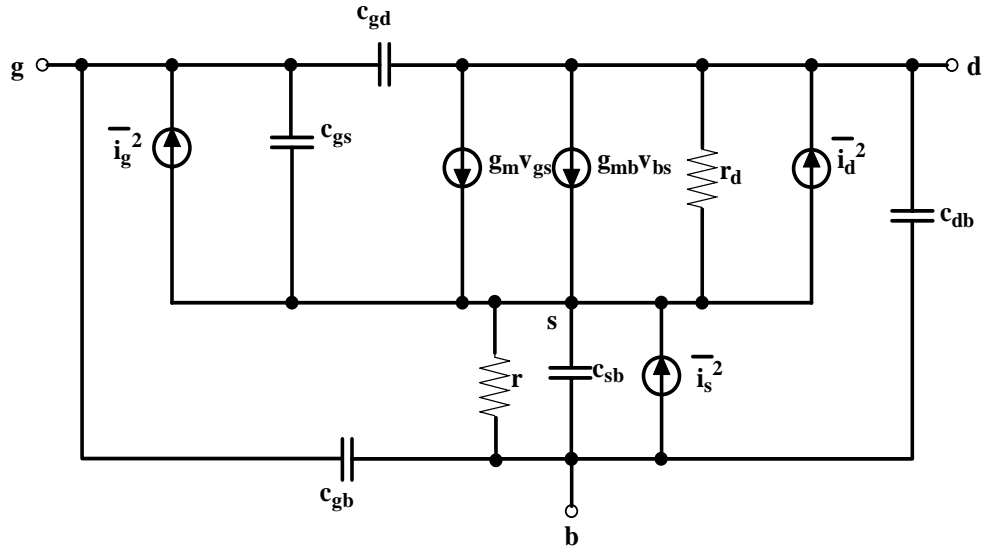 c_gd
g
d
i_g^2
c_gs
g_m v_gs
g_mb v_bs
r_d
i_d^2
c_db
s
r
c_sb
i_s^2
c_gb
b